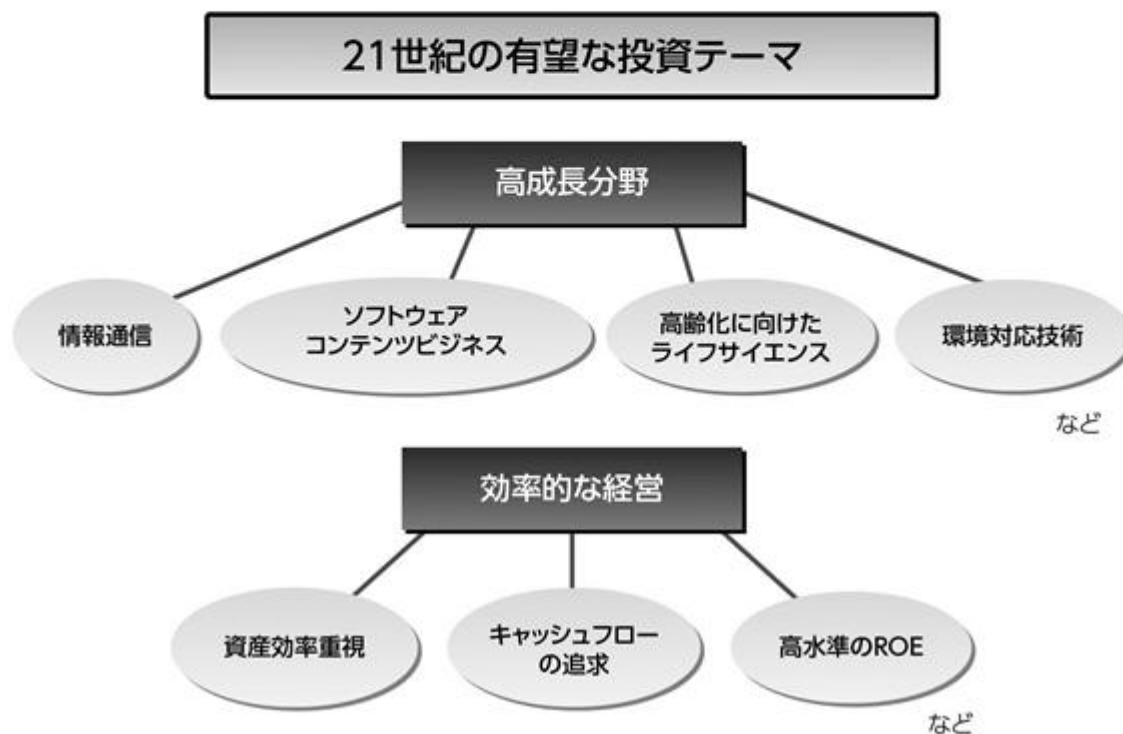 21世紀の有望な投資テーマ
高成長分野
情報通信
ソフトウェア
コンテンツビジネス
高齢化に向けた
ライフサイエンス
環境対応技術
など
効率的な経営
資産効率重視
キャッシュフロー
の追求
高水準のROE
など